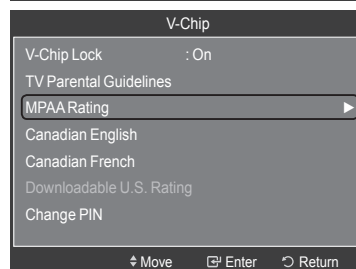 V-Chip
V-Chip Lock : On
TV Parental Guidelines
MPAA Rating
Canadian English
Canadian French
Downloadable U.S. Rating
Change PIN
Move Enter Return